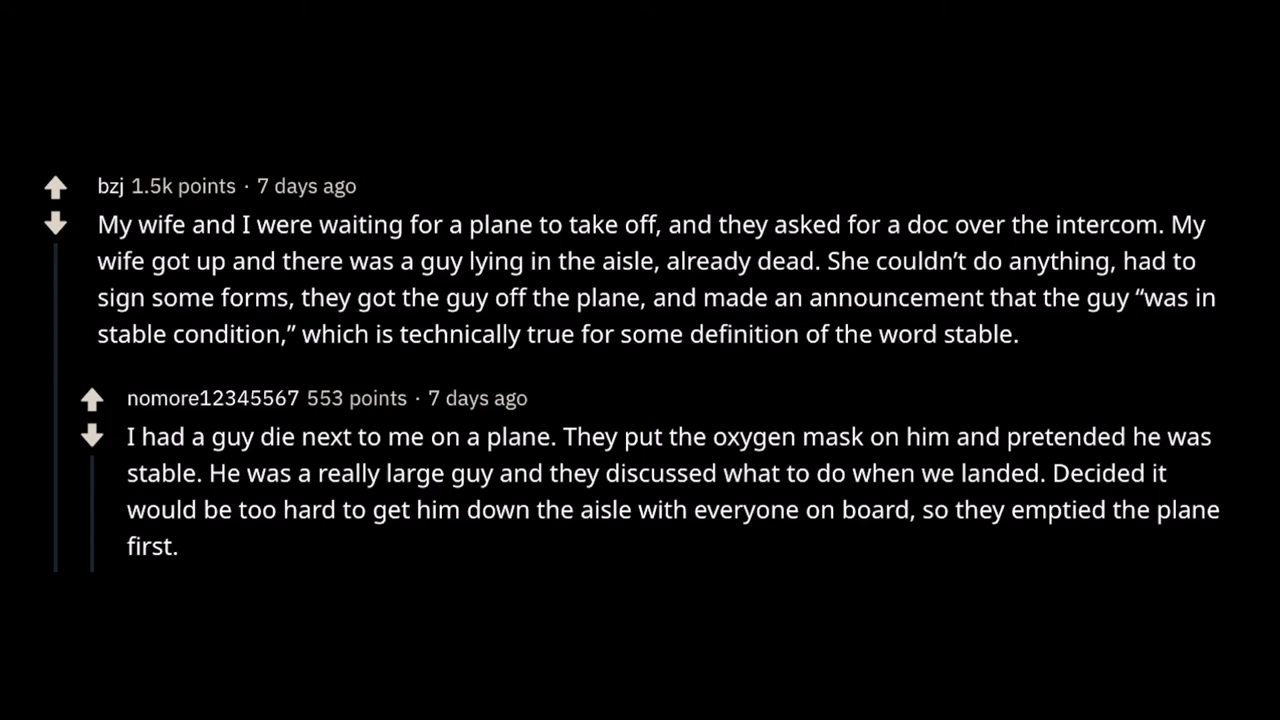 bzj 1.5k points · 7 days ago
My wife and I were waiting for a plane to take off, and they asked for a doc over the intercom. My
wife got up and there was a guy lying in the aisle, already dead. She couldn’t do anything, had to
sign some forms, they got the guy off the plane, and made an announcement that the guy “was in
stable condition,” which is technically true for some definition of the word stable.
nomore12345567 553 points · 7 days ago
I had a guy die next to me on a plane. They put the oxygen mask on him and pretended he was
stable. He was a really large guy and they discussed what to do when we landed. Decided it
would be too hard to get him down the aisle with everyone on board, so they emptied the plane
first.